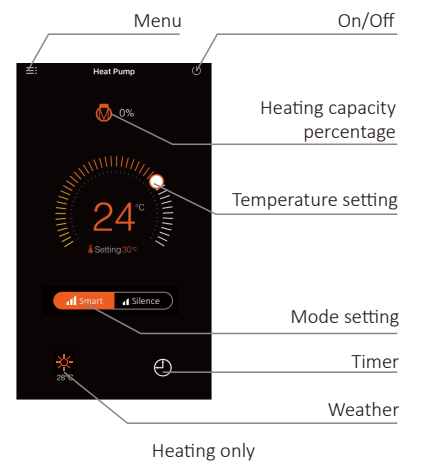 Menu
On/Off
Heat Pump
0%
Heating capacity
percentage
Temperature setting
24°C
Setting 30°C
Smart
Silence
Mode setting
Timer
28°C
Weather
Heating only